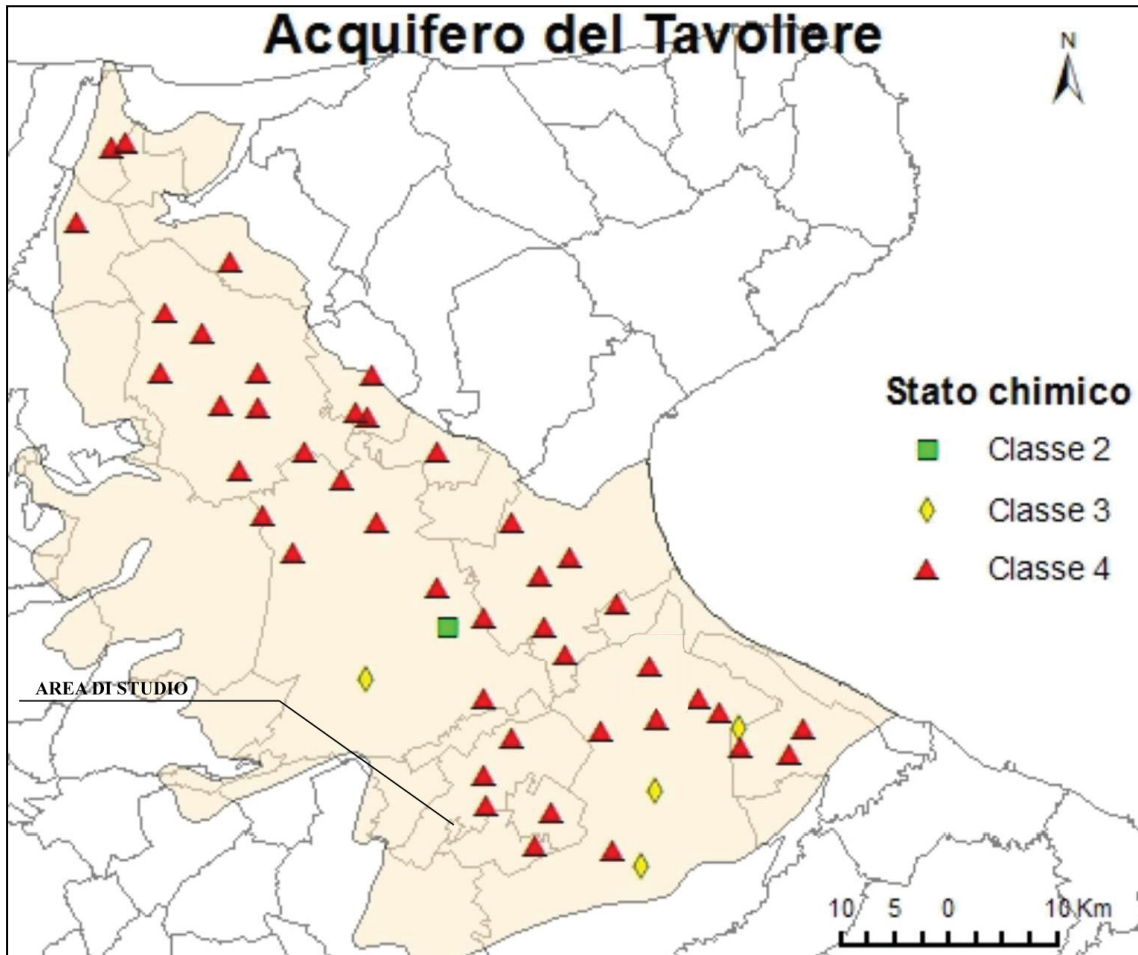 Acquifero del Tavoliere
N
Stato chimico
Classe 2
Classe 3
Classe 4
AREA DI STUDIO
10 5 0 10 Km